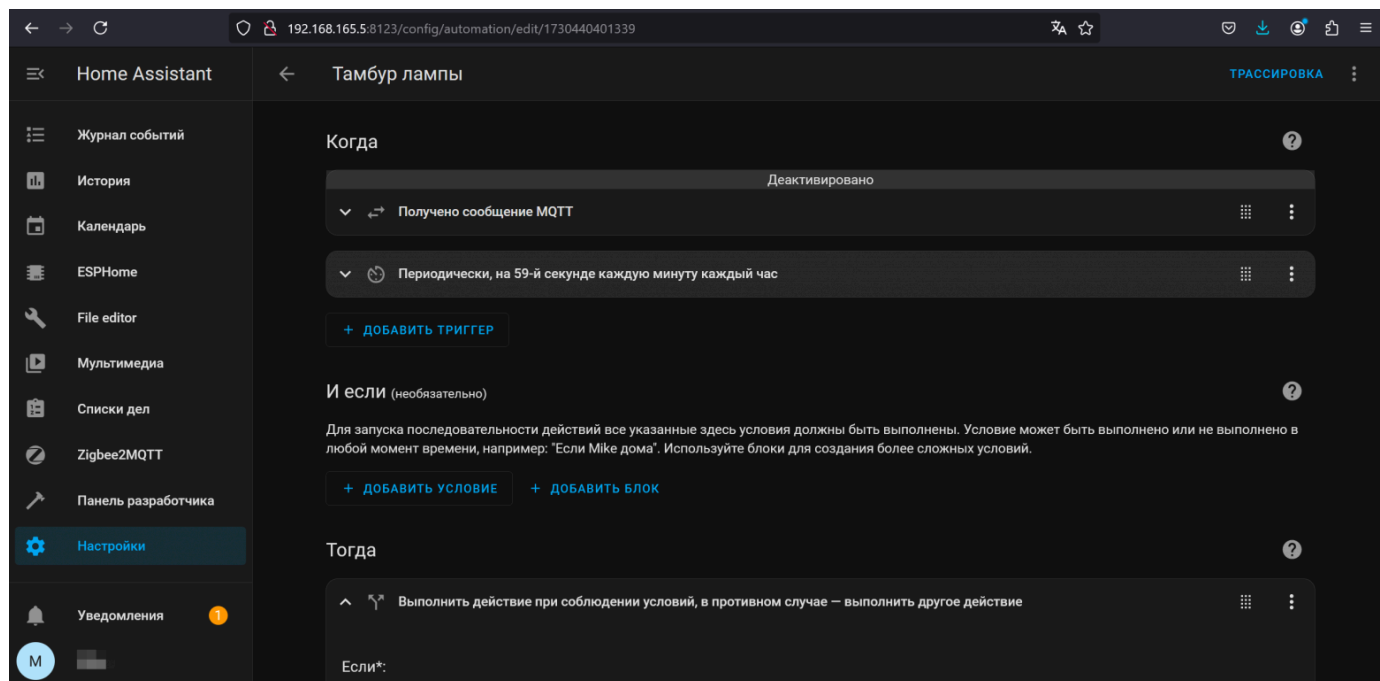 192.168.165.5:8123/config/automation/edit/1730440401339
Home Assistant
Тамбур лампы
ТРАССИРОВКА
Журнал событий
История
Календарь
ESPHome
File editor
Мультимедиа
Списки дел
Zigbee2MQTT
Панель разработчика
Настройки
Уведомления
1
М
Когда
Деактивировано
Получено сообщение MQTT
Периодически, на 59-й секунде каждую минуту каждый час
+ ДОБАВИТЬ ТРИГГЕР
И если (необязательно)
Для запуска последовательности действий все указанные здесь условия должны быть выполнены. Условие может быть выполнено или не выполнено в
любой момент времени, например: "Если Mike дома". Используйте блоки для создания более сложных условий.
+ ДОБАВИТЬ УСЛОВИЕ + ДОБАВИТЬ БЛОК
Тогда
Выполнить действие при соблюдении условий, в противном случае — выполнить другое действие
Если*: